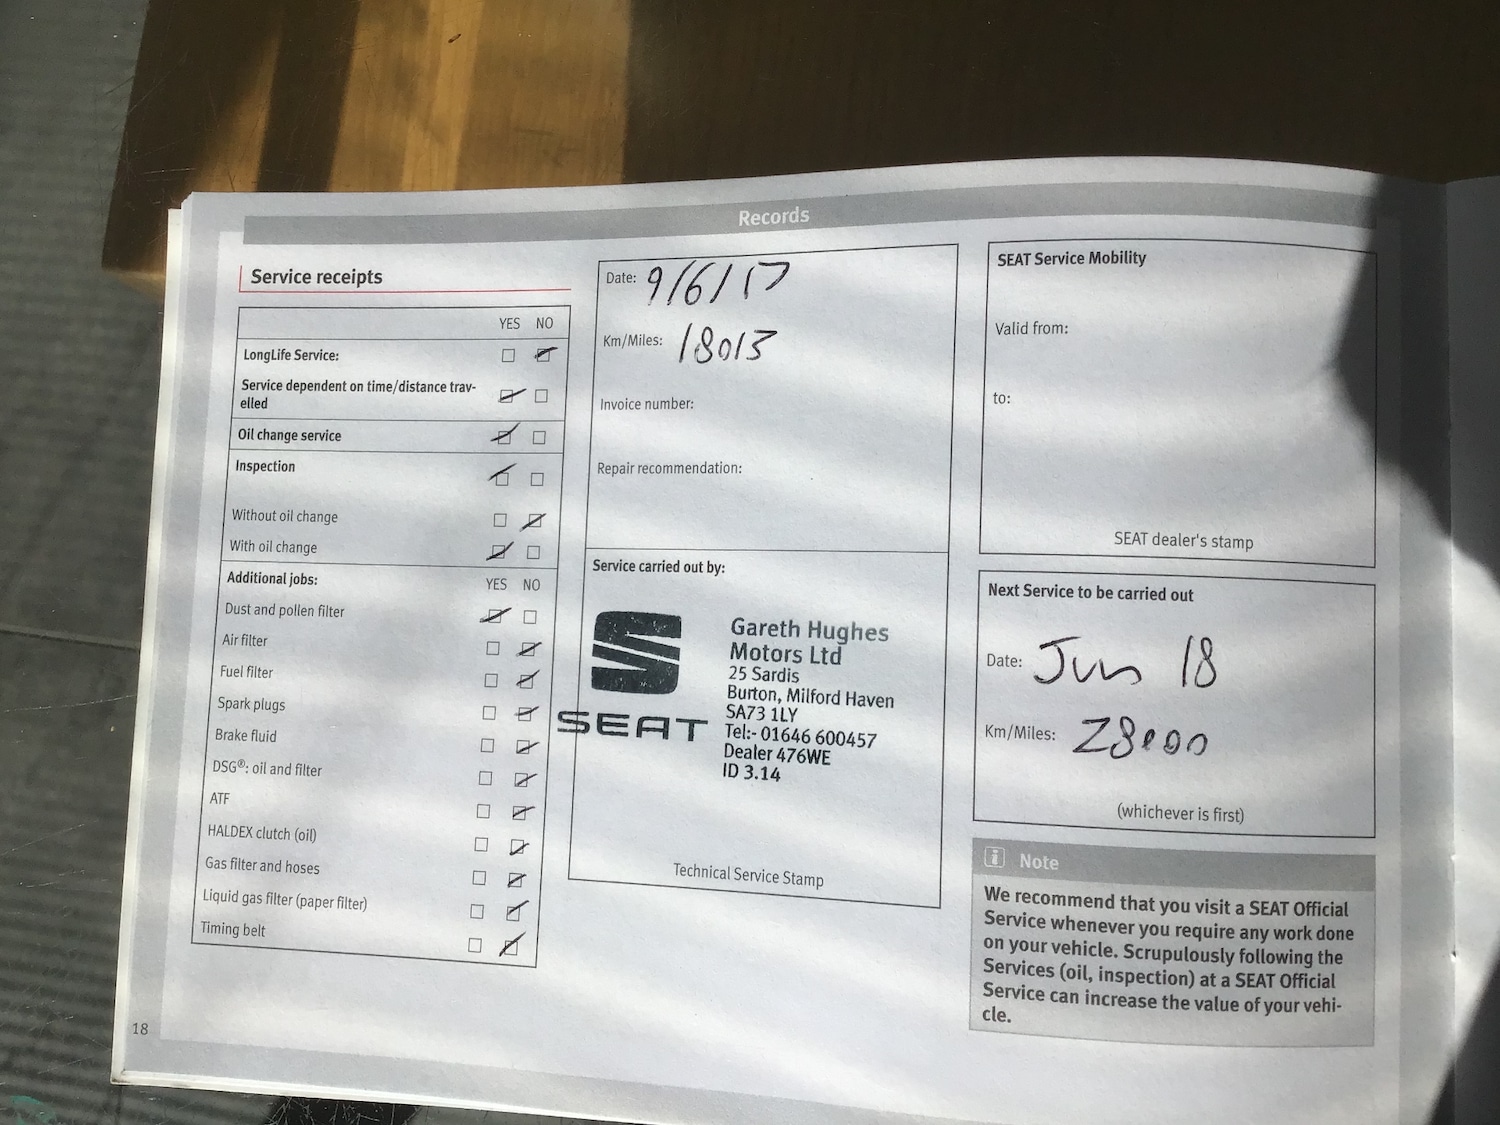 Records
Service receipts
YES NO
LongLife Service:
Service dependent on time/distance trav-
elled
Oil change service
Inspection
Without oil change
With oil change
Additional jobs: YES NO
Dust and pollen filter
Air filter
Fuel filter
Spark plugs
Brake fluid
DSG®: oil and filter
ATF
HALDEX clutch (oil)
Gas filter and hoses
Liquid gas filter (paper filter)
Timing belt
18
Date: 9/6/17
Km/Miles: 18013
Invoice number:
Repair recommendation:
Service carried out by:
SEAT
Gareth Hughes
Motors Ltd
25 Sardis
Burton, Milford Haven
SA73 1LY
Tel:- 01646 600457
Dealer 476WE
ID 3.14
Technical Service Stamp
SEAT Service Mobility
Valid from:
to:
SEAT dealer's stamp
Next Service to be carried out
Date: Jun 18
Km/Miles: 28000
(whichever is first)
i Note
We recommend that you visit a SEAT Official
Service whenever you require any work done
on your vehicle. Scrupulously following the
Services (oil, inspection) at a SEAT Official
Service can increase the value of your vehi-
cle.